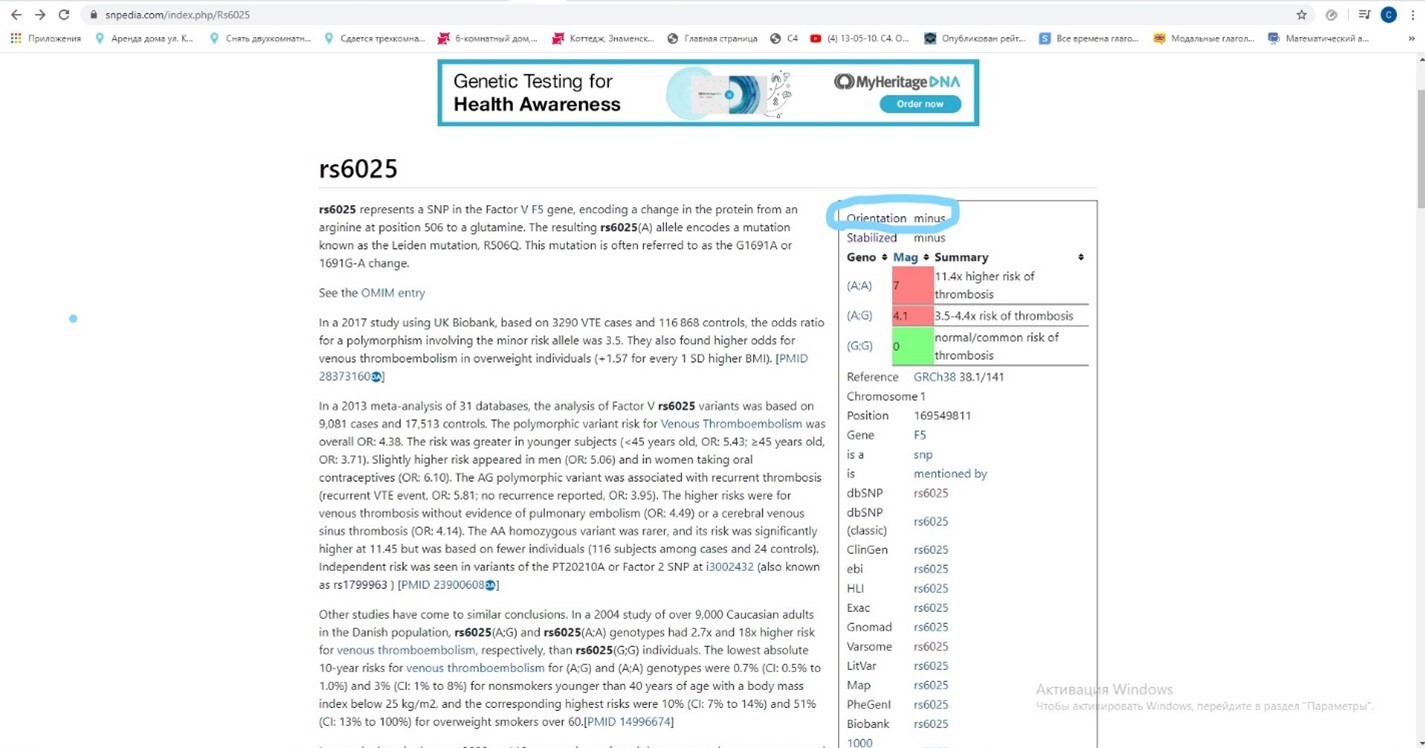 snpedia.com/index.php/Rs6025
Приложения Аренда дома ул. К... Снять двухкомнатн... Сдается трехкомна... 6-комнатный дом,... Коттедж, Знаменск... Главная страница С4 (4) 13-05-10. С4. О... Опубликован рейт... Все времена глаго... Модальные глагол... Математический а... »
Genetic Testing for
Health Awareness
MyHeritage DNA
Order now
rs6025
rs6025 represents a SNP in the Factor V F5 gene, encoding a change in the protein from an
arginine at position 506 to a glutamine. The resulting rs6025(A) allele encodes a mutation
known as the Leiden mutation, R506Q. This mutation is often referred to as the G1691A or
1691G-A change.
See the OMIM entry
In a 2017 study using UK Biobank, based on 3290 VTE cases and 116 868 controls, the odds ratio
for a polymorphism involving the minor risk allele was 3.5. They also found higher odds for
venous thromboembolism in overweight individuals (+1.57 for every 1 SD higher BMI). [PMID
28373160]
In a 2013 meta-analysis of 31 databases, the analysis of Factor V rs6025 variants was based on
9,081 cases and 17,513 controls. The polymorphic variant risk for Venous Thromboembolism was
overall OR: 4.38. The risk was greater in younger subjects (<45 years old, OR: 5.43; ≥45 years old,
OR: 3.71). Slightly higher risk appeared in men (OR: 5.06) and in women taking oral
contraceptives (OR: 6.10). The AG polymorphic variant was associated with recurrent thrombosis
(recurrent VTE event, OR: 5.81; no recurrence reported, OR: 3.95). The higher risks were for
venous thrombosis without evidence of pulmonary embolism (OR: 4.49) or a cerebral venous
sinus thrombosis (OR: 4.14). The AA homozygous variant was rarer, and its risk was significantly
higher at 11.45 but was based on fewer individuals (116 subjects among cases and 24 controls).
Independent risk was seen in variants of the PT20210A or Factor 2 SNP at i3002432 (also known
as rs1799963 ) [PMID 23900608]
Other studies have come to similar conclusions. In a 2004 study of over 9,000 Caucasian adults
in the Danish population, rs6025(A;G) and rs6025(A;A) genotypes had 2.7x and 18x higher risk
for venous thromboembolism, respectively, than rs6025(G;G) individuals. The lowest absolute
10-year risks for venous thromboembolism for (A;G) and (A;A) genotypes were 0.7% (CI: 0.5% to
1.0%) and 3% (CI: 1% to 8%) for nonsmokers younger than 40 years of age with a body mass
index below 25 kg/m2, and the corresponding highest risks were 10% (CI: 7% to 14%) and 51%
(CI: 13% to 100%) for overweight smokers over 60.[PMID 14996674]
Orientation minus
Stabilized minus
Geno Mag Summary
(A;A) 7 11.4x higher risk of
thrombosis
(A;G) 4.1 3.5-4.4x risk of thrombosis
(G;G) 0 normal/common risk of
thrombosis
Reference GRCh38 38.1/141
Chromosome 1
Position 169549811
Gene F5
is a snp
is mentioned by
dbSNP rs6025
dbSNP
(classic) rs6025
ClinGen rs6025
ebi rs6025
HLI rs6025
Exac rs6025
Gnomad rs6025
Varsome rs6025
LitVar rs6025
Map rs6025
PheGenI rs6025
Biobank rs6025
1000
Активация Windows
Чтобы активировать Windows, перейдите в раздел "Параметры".